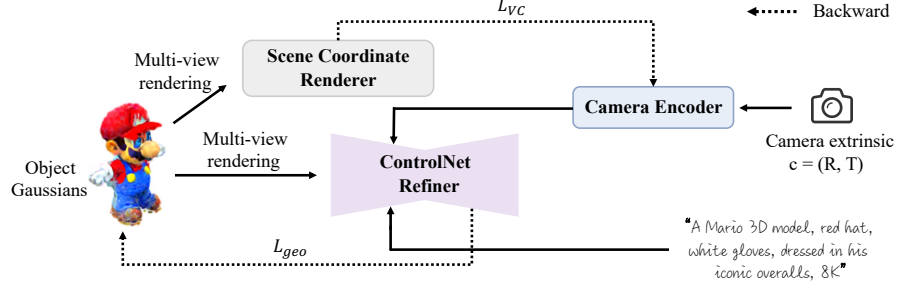 L_VC
Backward
Multi-view
rendering
Scene Coordinate
Renderer
Camera Encoder
Multi-view
rendering
ControlNet
Refiner
Camera extrinsic
c = (R, T)
Object
Gaussians
L_geo
"A Mario 3D model, red hat,
white gloves, dressed in his
iconic overalls, 8K"